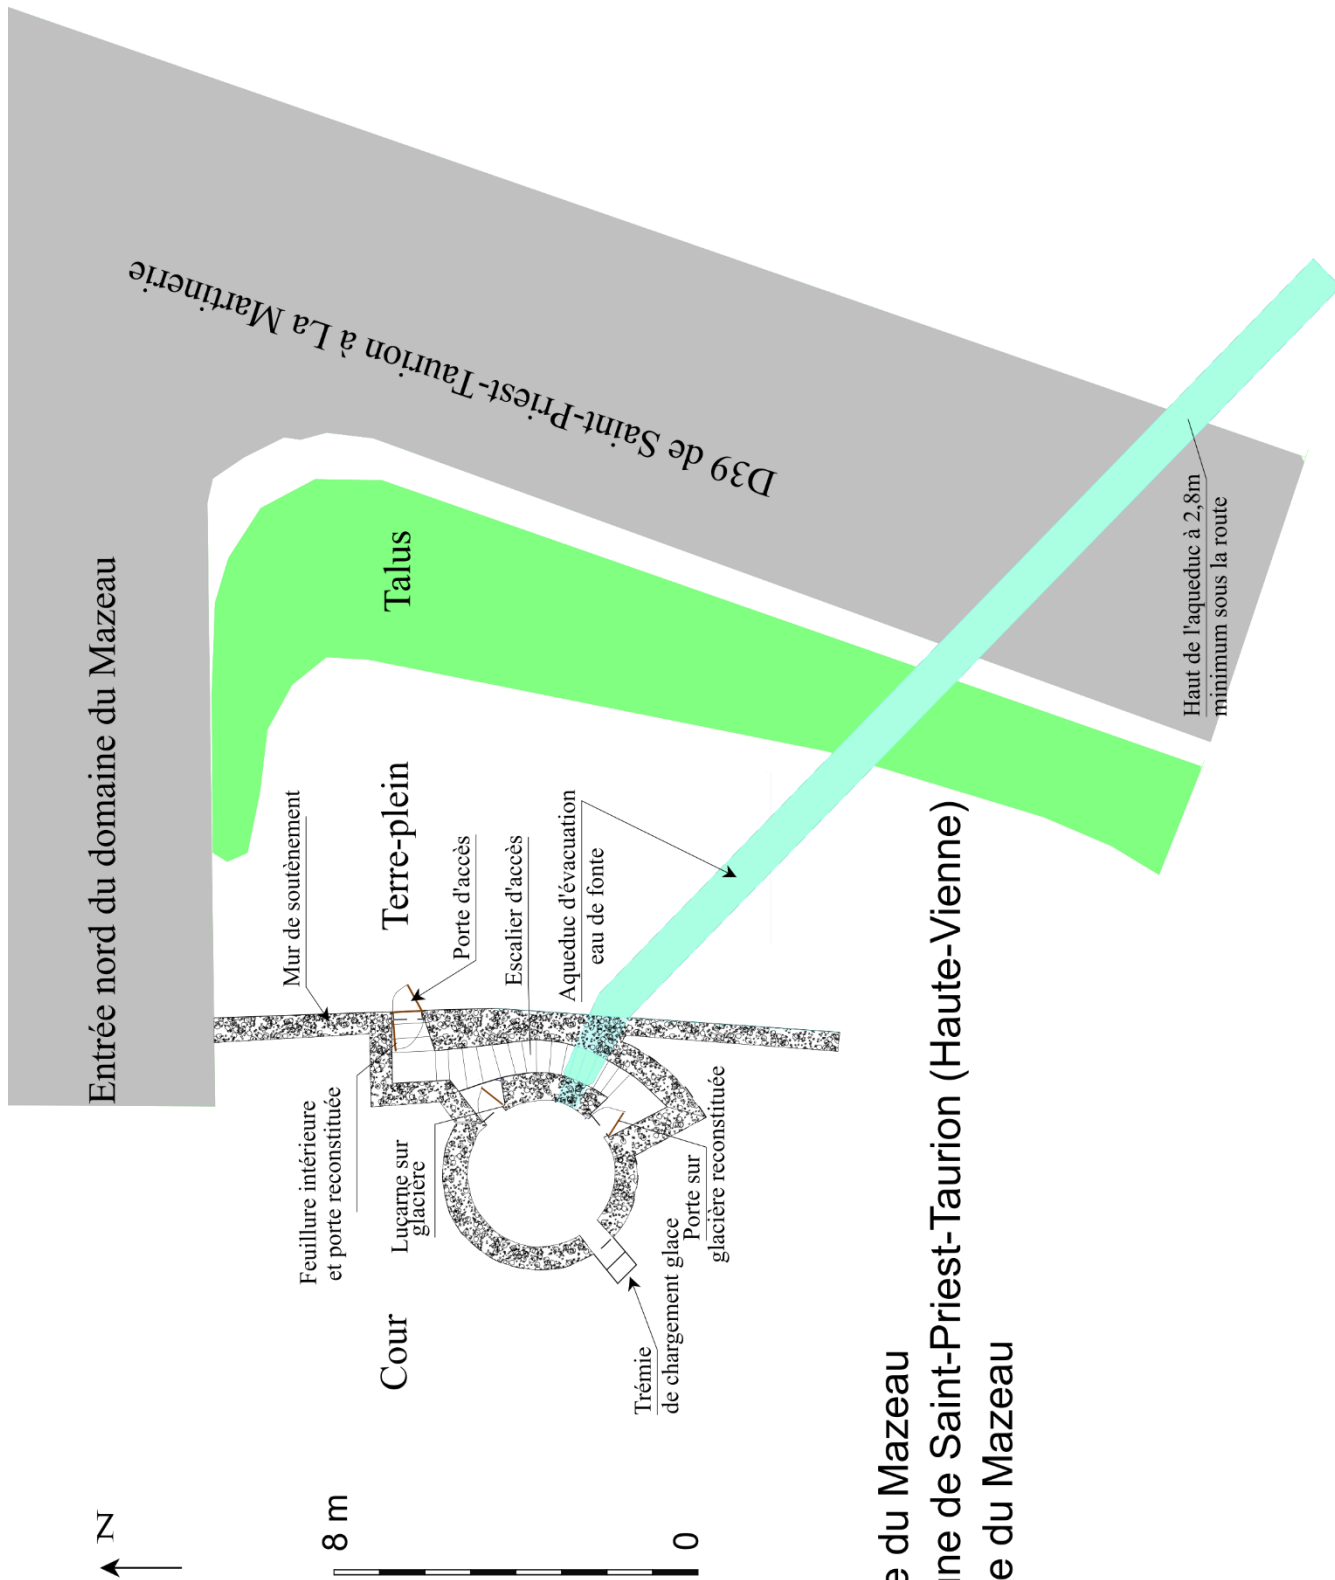 Entrée nord du domaine du Mazeau
D39 de Saint-Priest-Taurion à La Martinerie
Talus
Terre-plein
Mur de soutènement
Porte d'accès
Escalier d'accès
Aqueduc d'évacuation
eau de fonte
Haut de l'aqueduc à 2,8m
minimum sous la route
Feuillure intérieure
et porte reconstituée
Luçarne sur
glacière
Porte sur
glacière reconstituée
Cour
Trémie
de chargement glace
N
8 m
0
e du Mazeau
ne de Saint-Priest-Taurion (Haute-Vienne)
e du Mazeau